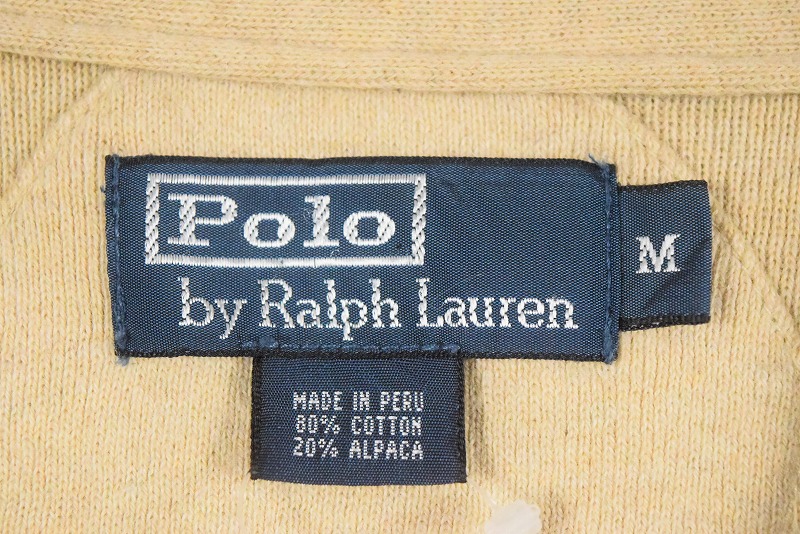 Polo
by Ralph Lauren
M
MADE IN PERU
80% COTTON
20% ALPACA